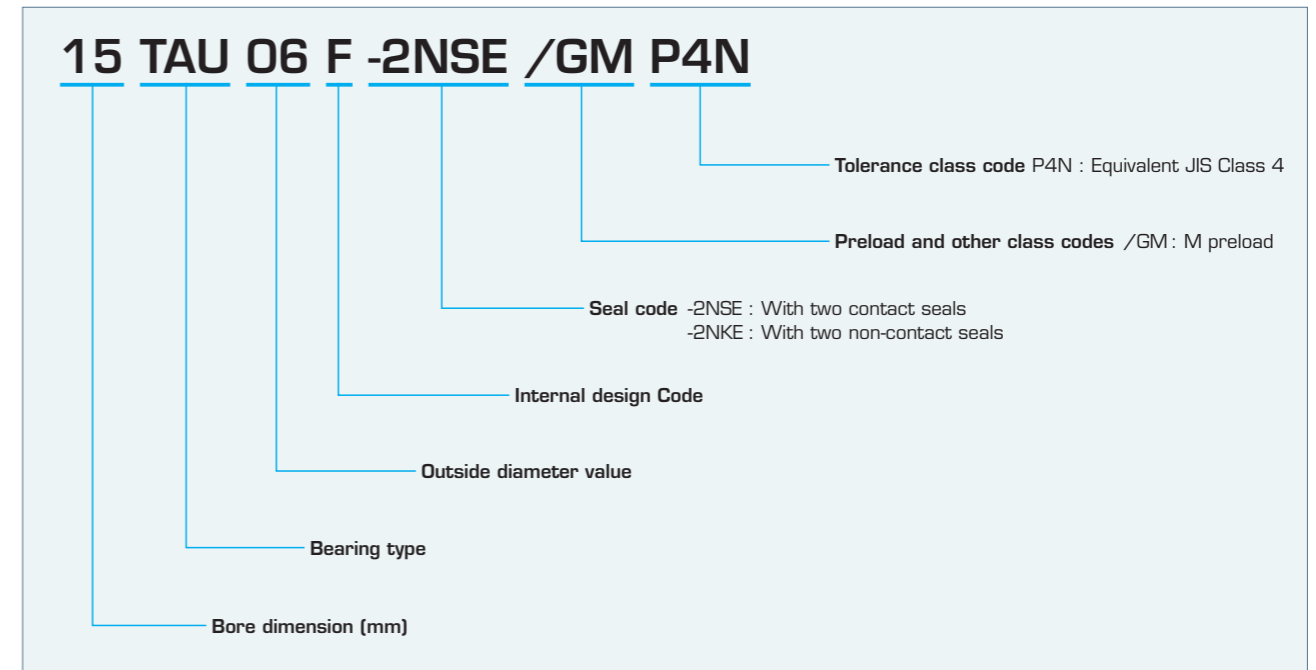 15 TAU 06 F -2NSE /GM P4N
Tolerance class code P4N : Equivalent JIS Class 4
Preload and other class codes /GM : M preload
Seal code -2NSE : With two contact seals
-2NKE : With two non-contact seals
Internal design Code
Outside diameter value
Bearing type
Bore dimension (mm)